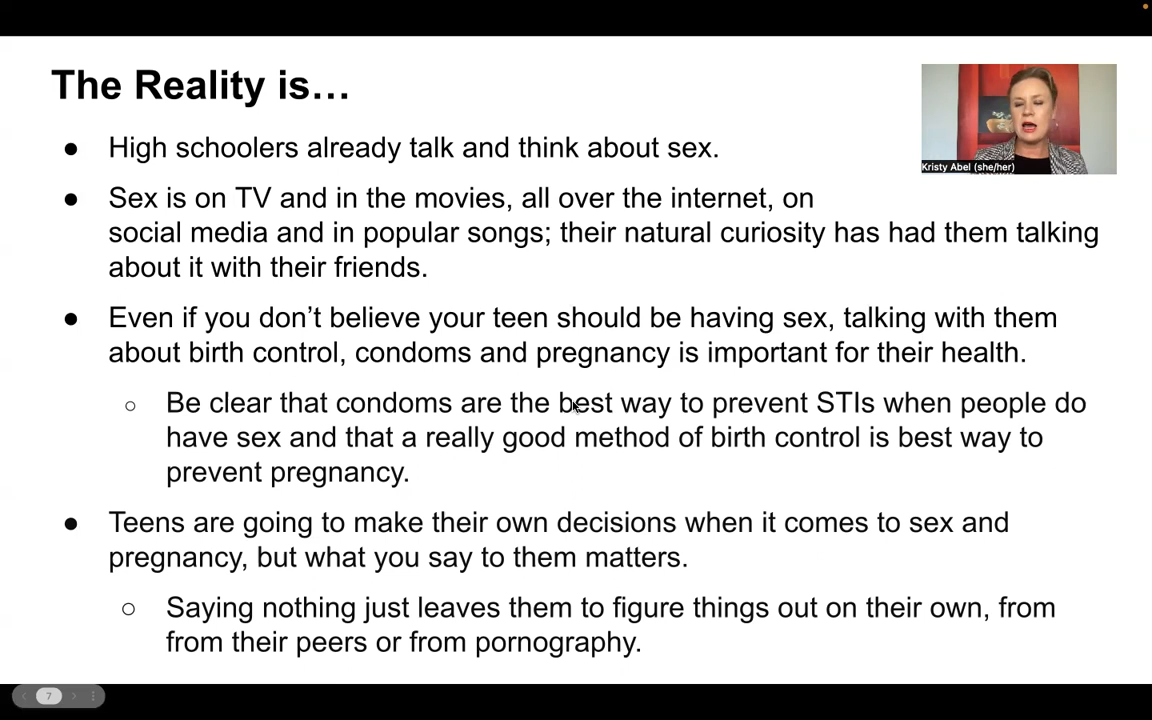 The Reality is…
Kristy Abel (she/her)
● High schoolers already talk and think about sex.
● Sex is on TV and in the movies, all over the internet, on
social media and in popular songs; their natural curiosity has had them talking
about it with their friends.
● Even if you don’t believe your teen should be having sex, talking with them
about birth control, condoms and pregnancy is important for their health.
○ Be clear that condoms are the best way to prevent STIs when people do
have sex and that a really good method of birth control is best way to
prevent pregnancy.
● Teens are going to make their own decisions when it comes to sex and
pregnancy, but what you say to them matters.
○ Saying nothing just leaves them to figure things out on their own, from
from their peers or from pornography.
7